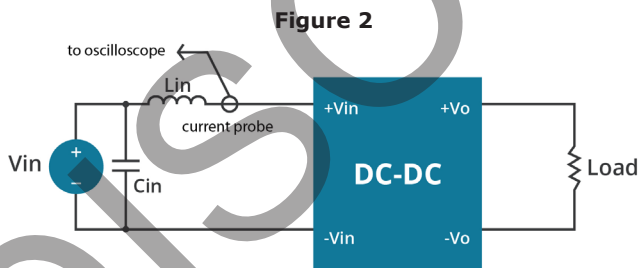 Figure 2
to oscilloscope
Lin
current probe
+Vin
+Vo
Vin
+
−
Cin
DC-DC
Load
-Vin
-Vo